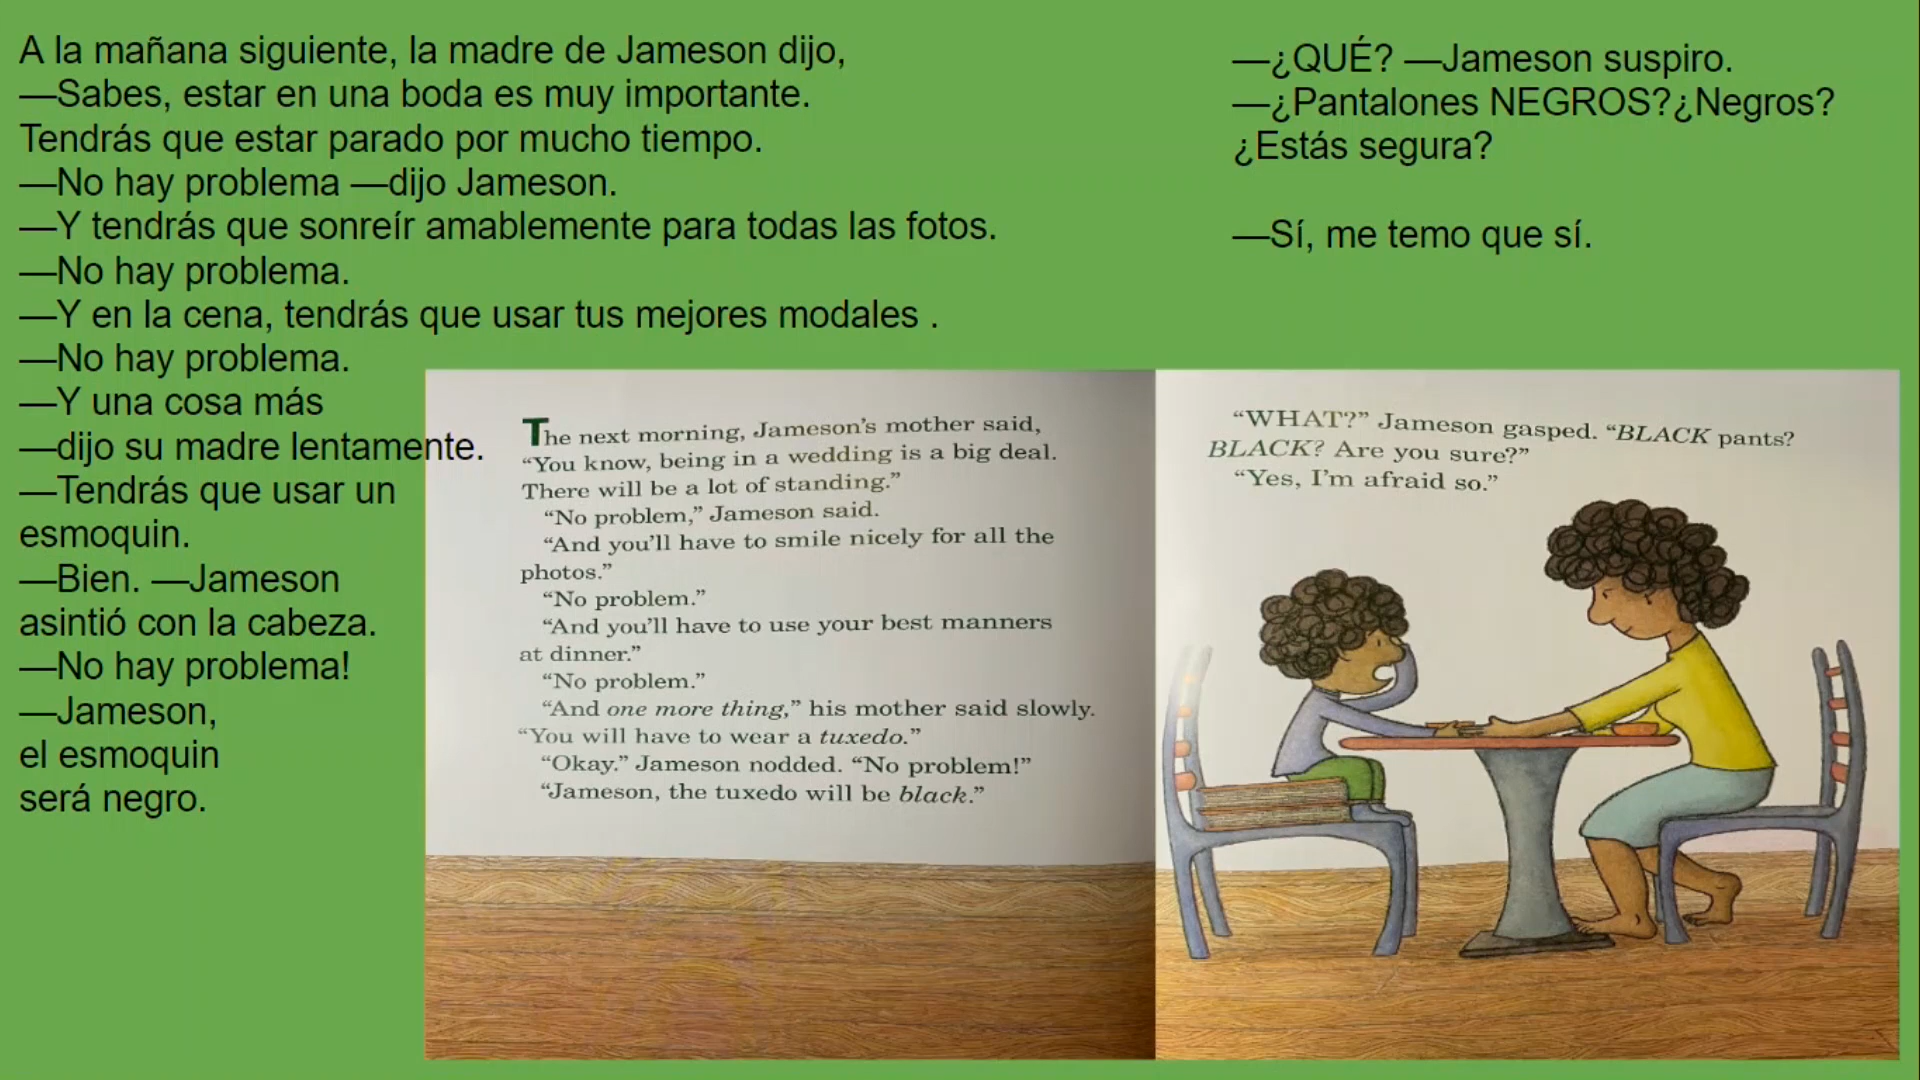 A la mañana siguiente, la madre de Jameson dijo,
—Sabes, estar en una boda es muy importante.
Tendrás que estar parado por mucho tiempo.
—No hay problema —dijo Jameson.
—Y tendrás que sonreír amablemente para todas las fotos.
—No hay problema.
—Y en la cena, tendrás que usar tus mejores modales .
—No hay problema.
—Y una cosa más
—dijo su madre lentamente.
—Tendrás que usar un
esmoquin.
—Bien. —Jameson
asintió con la cabeza.
—No hay problema!
—Jameson,
el esmoquin
será negro.
—¿QUÉ? —Jameson suspiro.
—¿Pantalones NEGROS?¿Negros?
¿Estás segura?
—Sí, me temo que sí.
The next morning, Jameson’s mother said,
“You know, being in a wedding is a big deal.
There will be a lot of standing.”
“No problem,” Jameson said.
“And you’ll have to smile nicely for all the
photos.”
“No problem.”
“And you’ll have to use your best manners
at dinner.”
“No problem.”
“And one more thing,” his mother said slowly.
“You will have to wear a tuxedo.”
“Okay.” Jameson nodded. “No problem!”
“Jameson, the tuxedo will be black.”
“WHAT?” Jameson gasped. “BLACK pants?
BLACK? Are you sure?”
“Yes, I’m afraid so.”